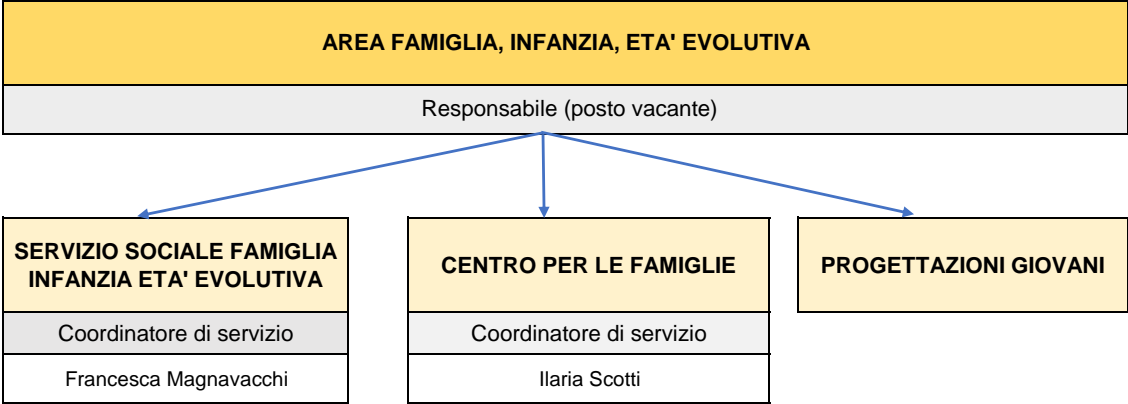 AREA FAMIGLIA, INFANZIA, ETA' EVOLUTIVA
Responsabile (posto vacante)
SERVIZIO SOCIALE FAMIGLIA
INFANZIA ETA' EVOLUTIVA
Coordinatore di servizio
Francesca Magnavacchi
CENTRO PER LE FAMIGLIE
Coordinatore di servizio
Ilaria Scotti
PROGETTAZIONI GIOVANI